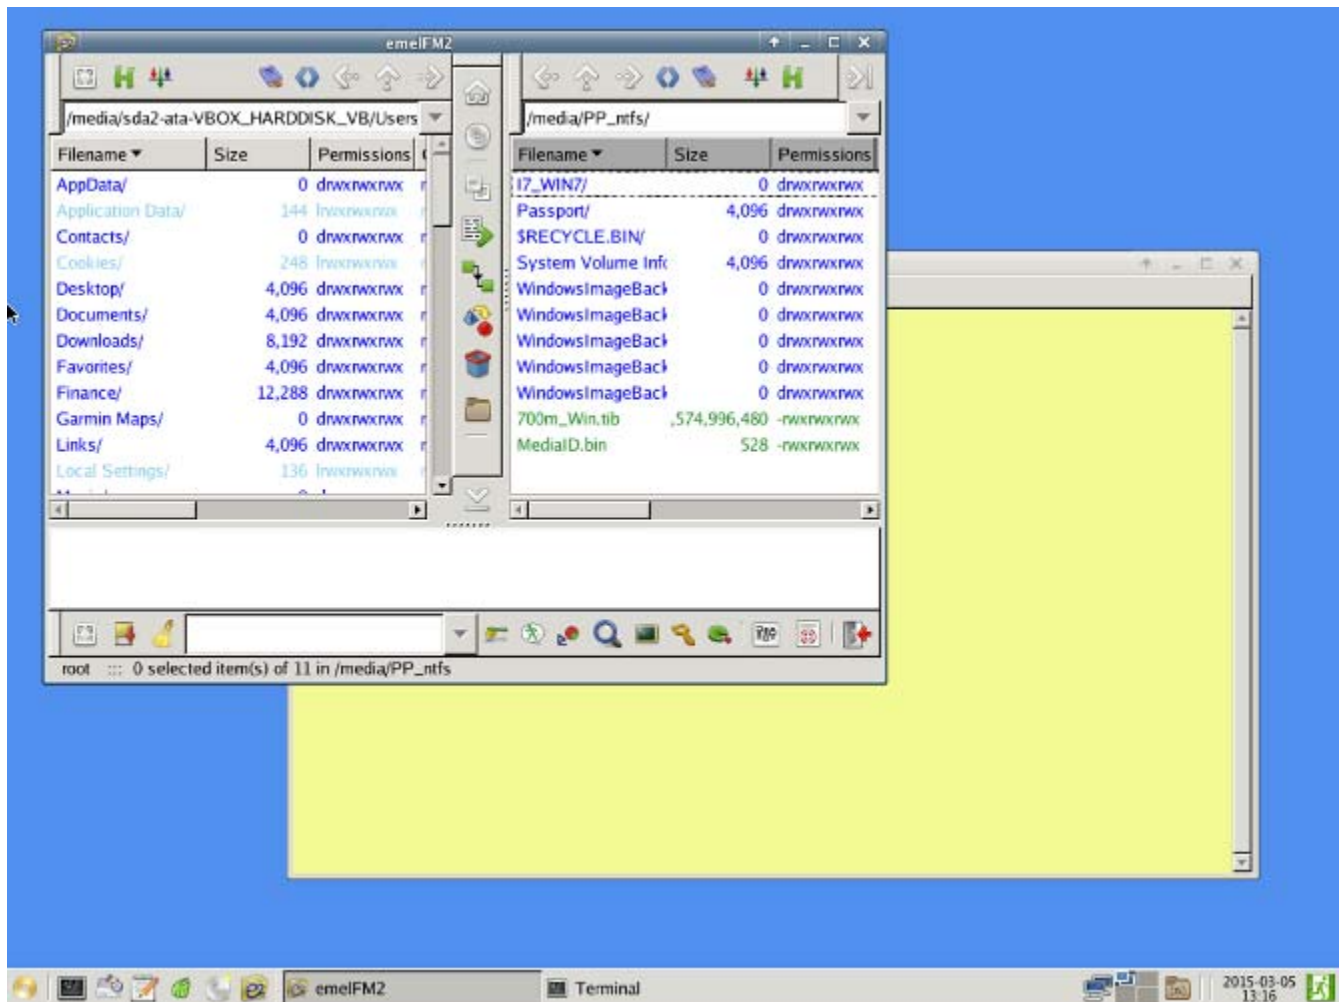 emelFM2
/media/sda2-ata-VBOX_HARDDISK_VB/Users
Filename Size Permissions
AppData/ 0 drwxrwxrwx
Application Data/ 144 lrwxrwxrwx
Contacts/ 0 drwxrwxrwx
Cookies/ 248 lrwxrwxrwx
Desktop/ 4,096 drwxrwxrwx
Documents/ 4,096 drwxrwxrwx
Downloads/ 8,192 drwxrwxrwx
Favorites/ 4,096 drwxrwxrwx
Finance/ 12,288 drwxrwxrwx
Garmin Maps/ 0 drwxrwxrwx
Links/ 4,096 drwxrwxrwx
Local Settings/ 136 lrwxrwxrwx
/media/PP_ntfs/
Filename Size Permissions
I7_WIN7/ 0 drwxrwxrwx
Passport/ 4,096 drwxrwxrwx
$RECYCLE.BIN/ 0 drwxrwxrwx
System Volume Info 4,096 drwxrwxrwx
WindowsImageBack 0 drwxrwxrwx
WindowsImageBack 0 drwxrwxrwx
WindowsImageBack 0 drwxrwxrwx
WindowsImageBack 0 drwxrwxrwx
WindowsImageBack 0 drwxrwxrwx
700m_Win.tib ,574,996,480 -rwxrwxrwx
MediaID.bin 528 -rwxrwxrwx
root ::: 0 selected item(s) of 11 in /media/PP_ntfs
emelFM2
Terminal
2015-03-05
13:16